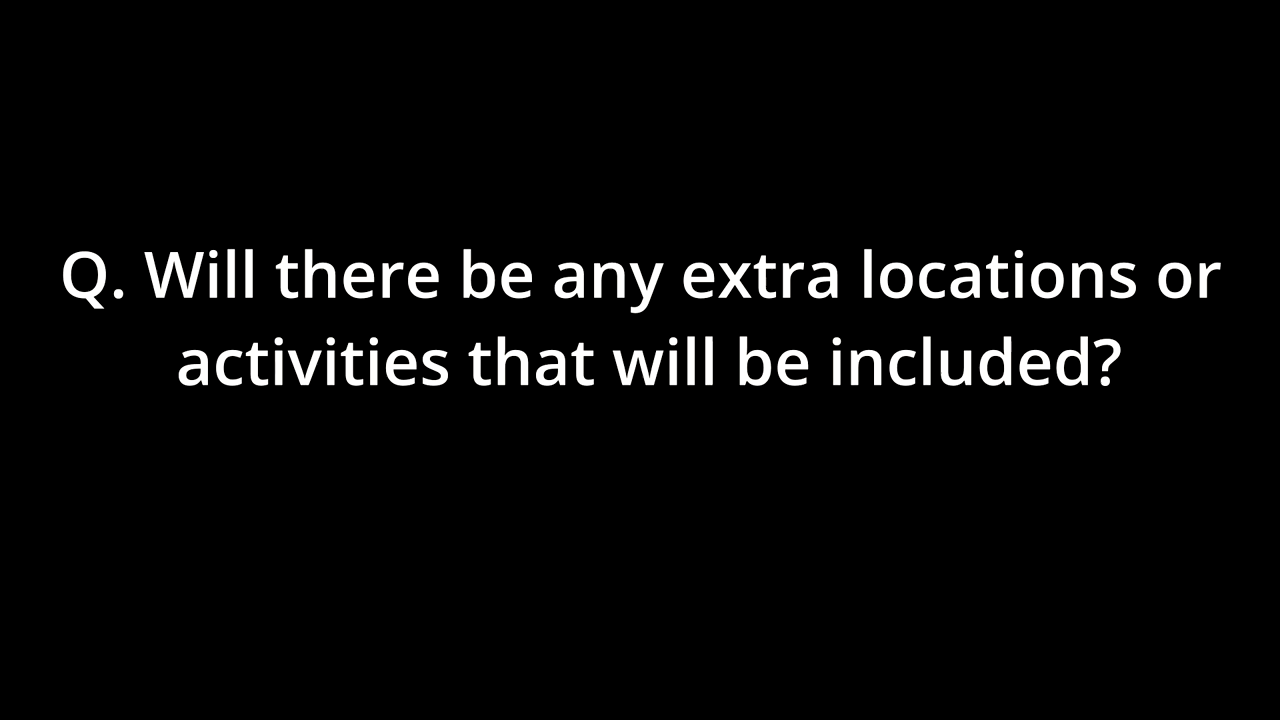 Q. Will there be any extra locations or
activities that will be included?